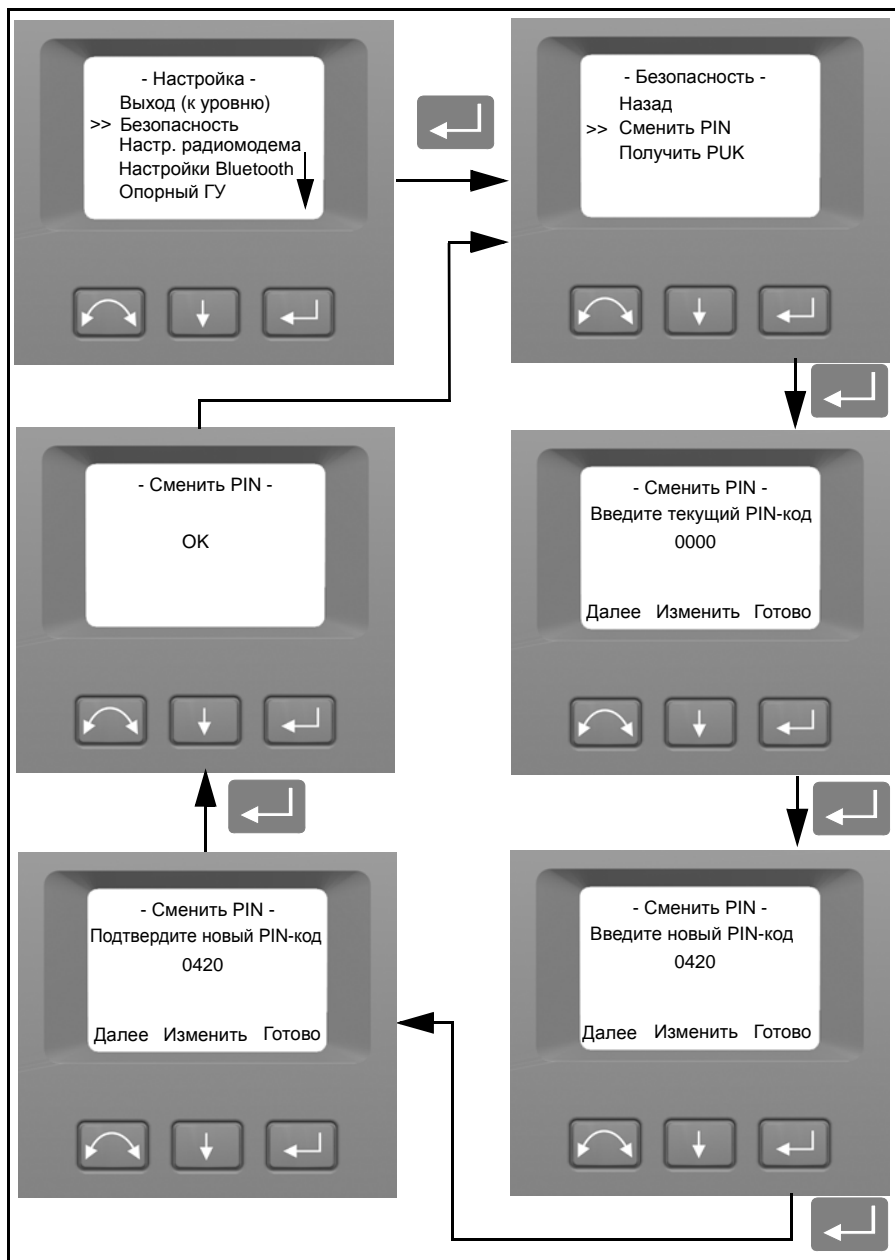 - Настройка -
Выход (к уровню)
>> Безопасность
Настр. радиомодема
Настройки Bluetooth
Опорный ГУ
- Безопасность -
Назад
>> Сменить PIN
Получить PUK
- Сменить PIN -
Введите текущий PIN-код
0000
Далее Изменить Готово
- Сменить PIN -
Введите новый PIN-код
0420
Далее Изменить Готово
- Сменить PIN -
Подтвердите новый PIN-код
0420
Далее Изменить Готово
- Сменить PIN -
OK